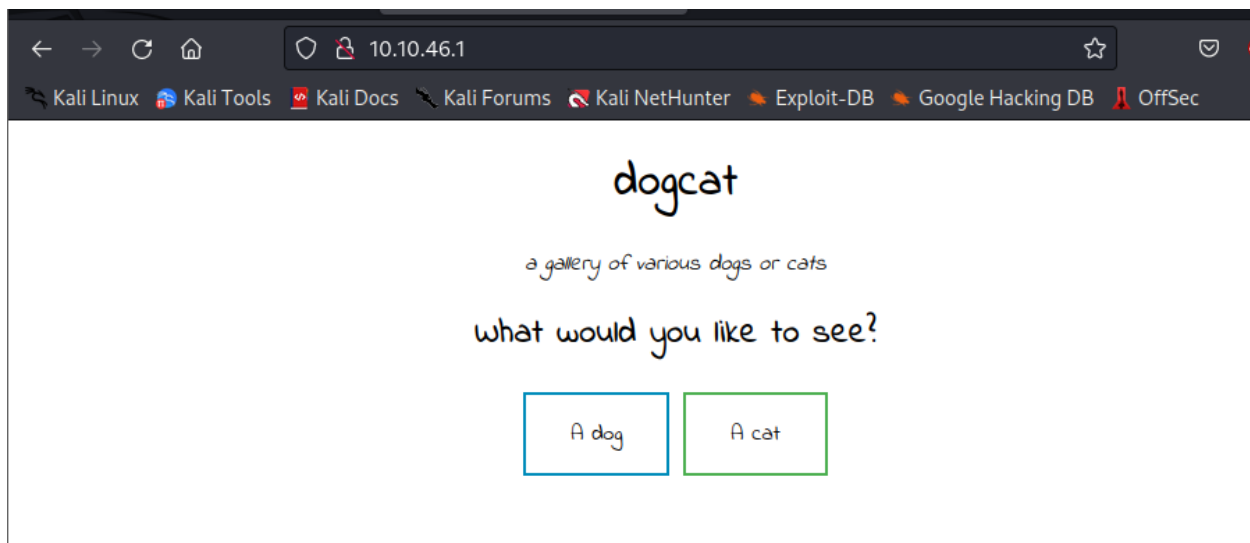 10.10.46.1
Kali Linux Kali Tools Kali Docs Kali Forums Kali NetHunter Exploit-DB Google Hacking DB OffSec
dogcat
a gallery of various dogs or cats
what would you like to see?
A dog A cat